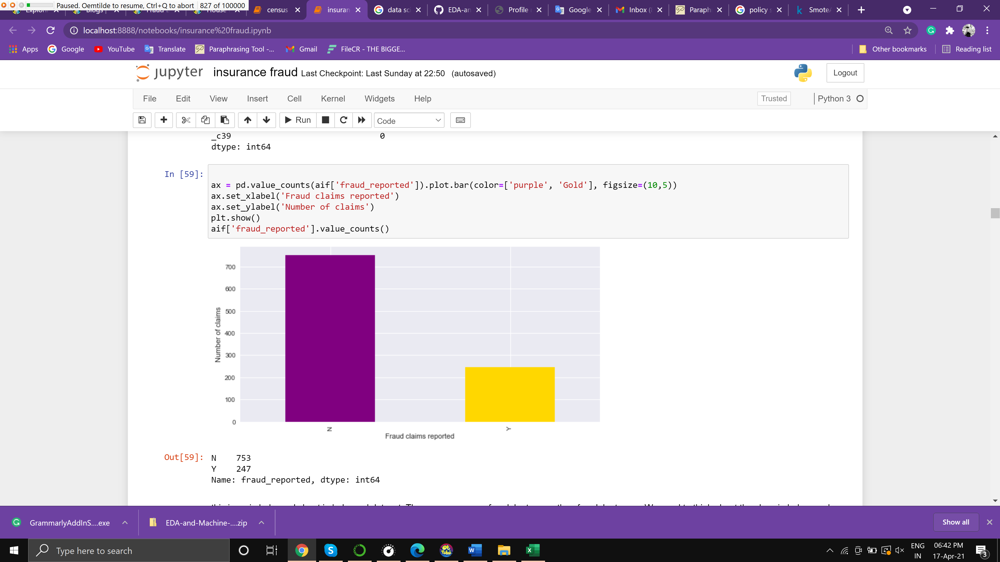 Paused. Oemtilde to resume, Ctrl+Q to abort 827 of 100000
census insuran data sci EDA-an Profile Google Inbox (8 Paraph policy s Smote/
localhost:8888/notebooks/insurance%20fraud.ipynb
Apps Google YouTube Translate Paraphrasing Tool -... Gmail FileCR - THE BIGGE... Other bookmarks Reading list
jupyter insurance fraud Last Checkpoint: Last Sunday at 22:50 (autosaved) Logout
File Edit View Insert Cell Kernel Widgets Help Trusted Python 3
Run Code
_c39 0
dtype: int64
In [59]:
ax = pd.value_counts(aif['fraud_reported']).plot.bar(color=['purple', 'Gold'], figsize=(10,5))
ax.set_xlabel('Fraud claims reported')
ax.set_ylabel('Number of claims')
plt.show()
aif['fraud_reported'].value_counts()
700
600
500
400
300
200
100
0
Number of claims
N Y
Fraud claims reported
Out[59]: N 753
Y 247
Name: fraud_reported, dtype: int64
GrammarlyAddInS....exe EDA-and-Machine-....zip Show all
Type here to search
ENG 06:42 PM
IN 17-Apr-21 3